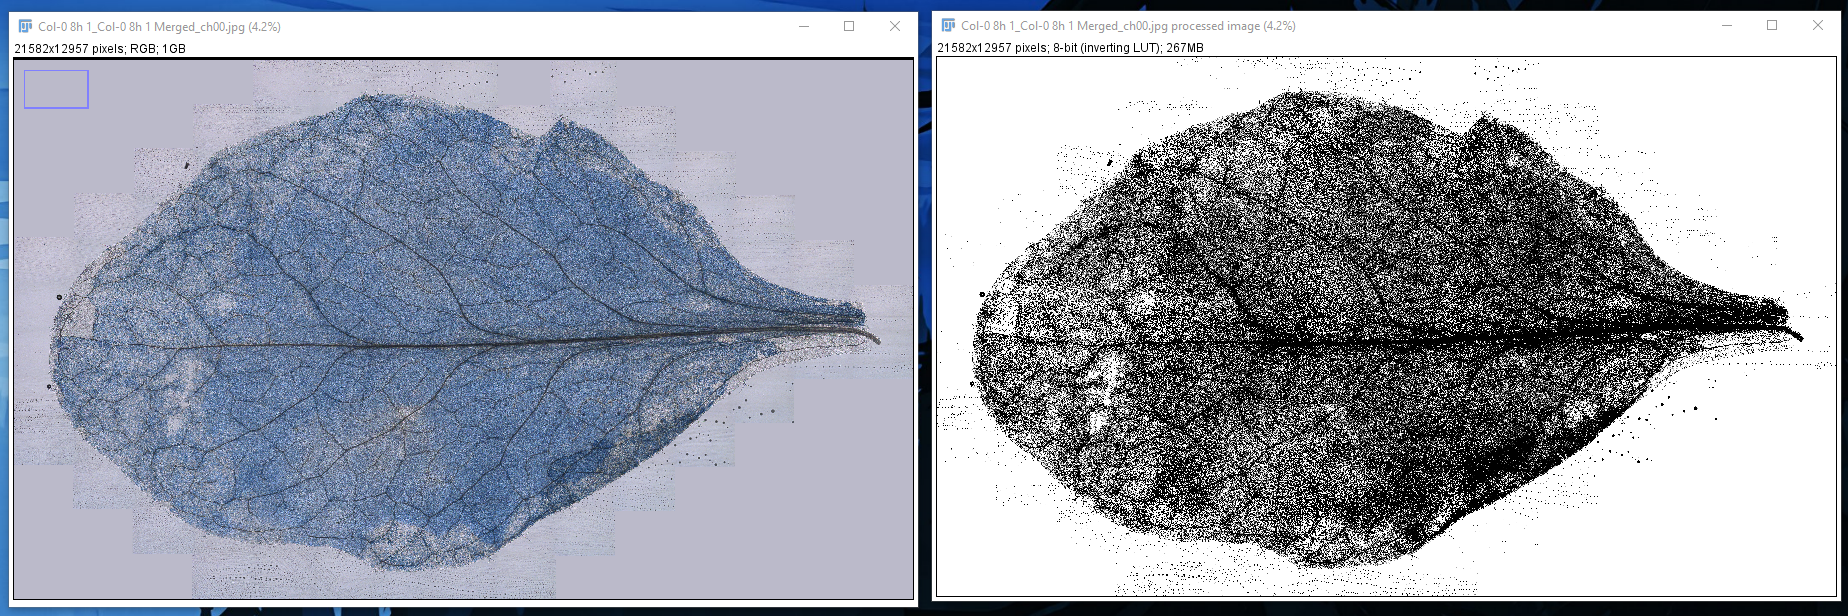 Col-0 8h 1_Col-0 8h 1 Merged_ch00.jpg (4.2%)
21582x12957 pixels; RGB; 1GB
Col-0 8h 1_Col-0 8h 1 Merged_ch00.jpg processed image (4.2%)
21582x12957 pixels; 8-bit (inverting LUT); 267MB